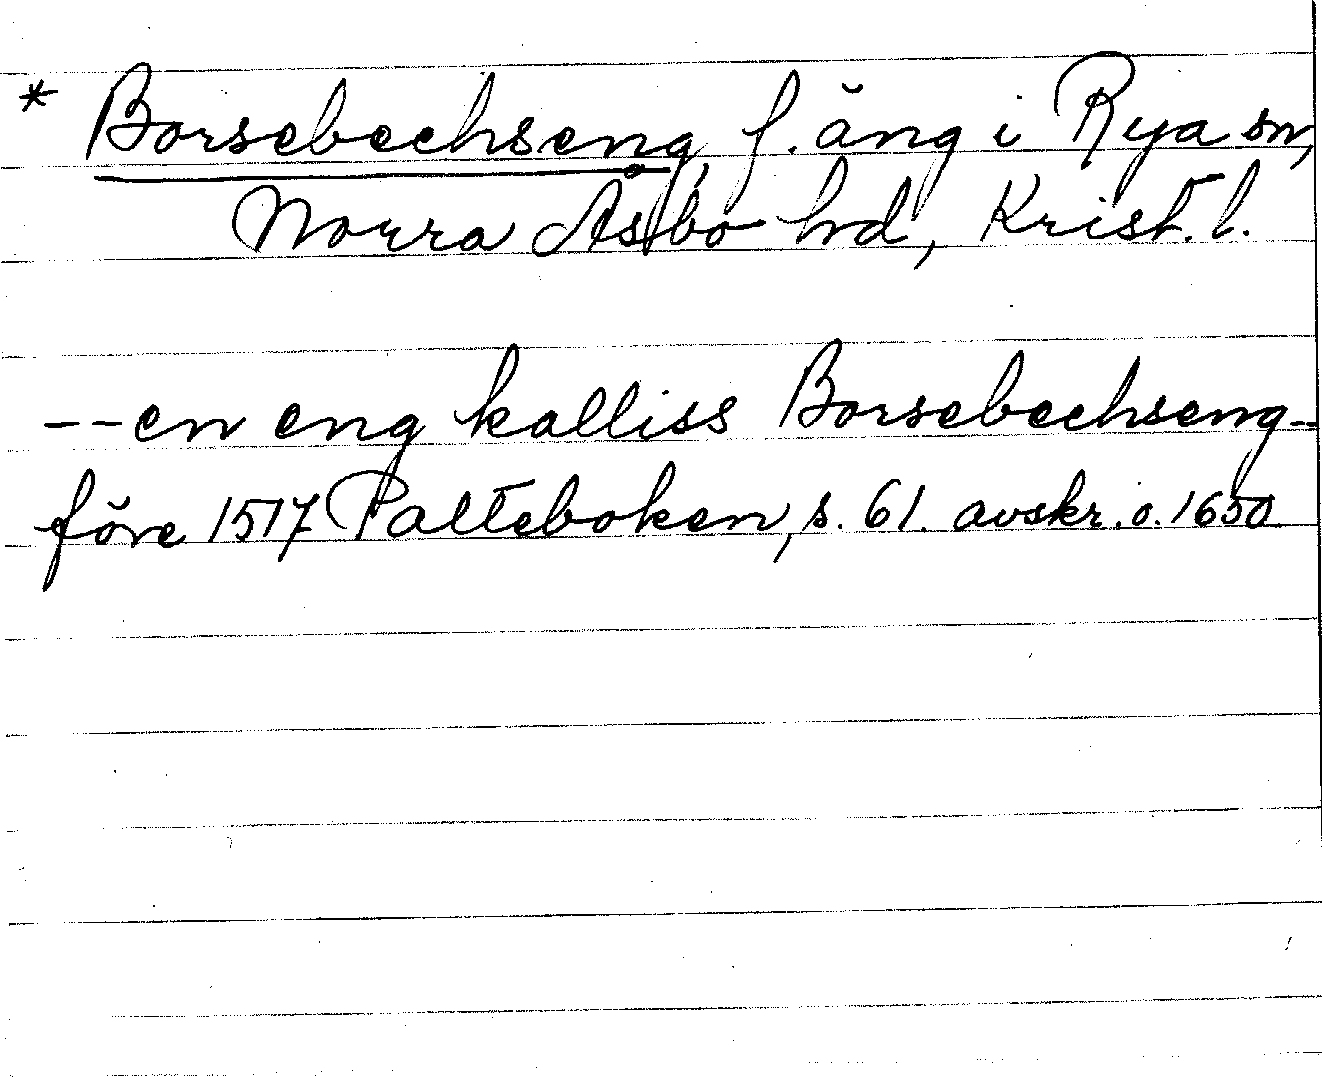 * Borsebechseng, f. äng i Rya sn,
Norra Åsbo hd, Krist. l.
--en eng kalliss Borsebechseng--
före 1517 Palteboken, s. 61. avskr. o. 1650